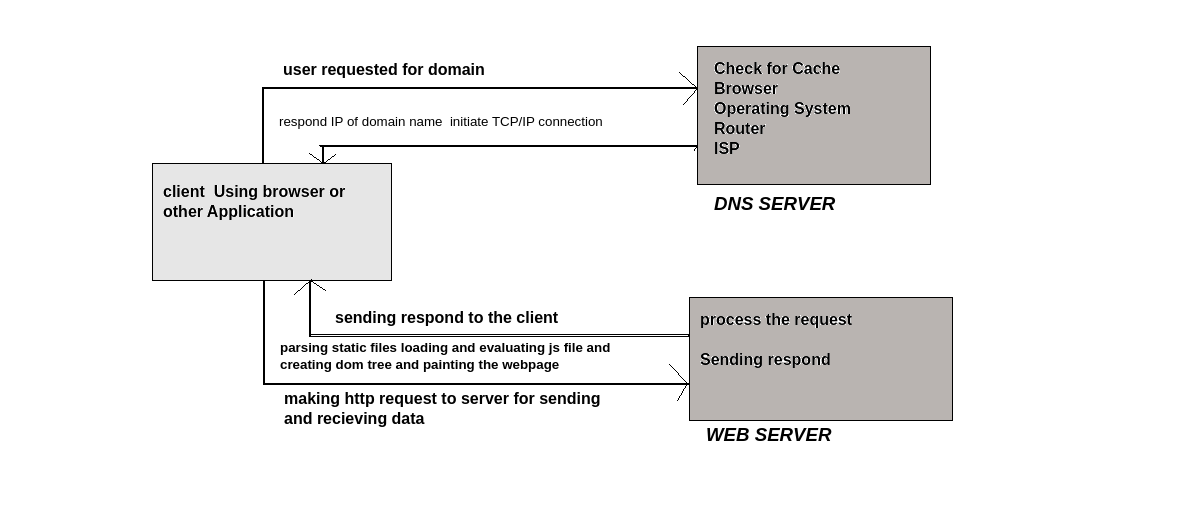 user requested for domain
respond IP of domain name  initiate TCP/IP connection
Check for Cache
Browser
Operating System
Router
ISP
DNS SERVER
client  Using browser or
other Application
sending respond to the client
parsing static files loading and evaluating js file and
creating dom tree and painting the webpage
making http request to server for sending
and recieving data
process the request
Sending respond
WEB SERVER